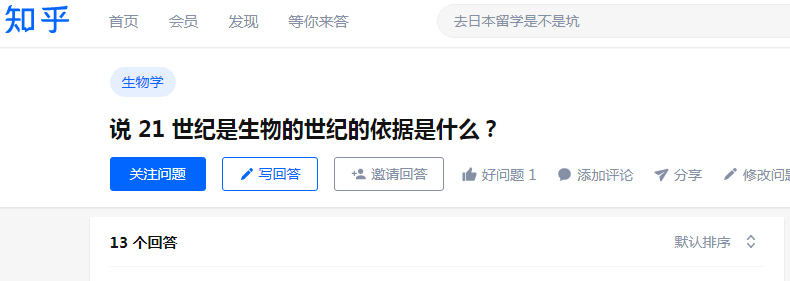 知乎 首页 会员 发现 等你来答 去日本留学是不是坑
生物学
说 21 世纪是生物的世纪的依据是什么？
关注问题 写回答 邀请回答 好问题 1 添加评论 分享 修改问
13 个回答 默认排序